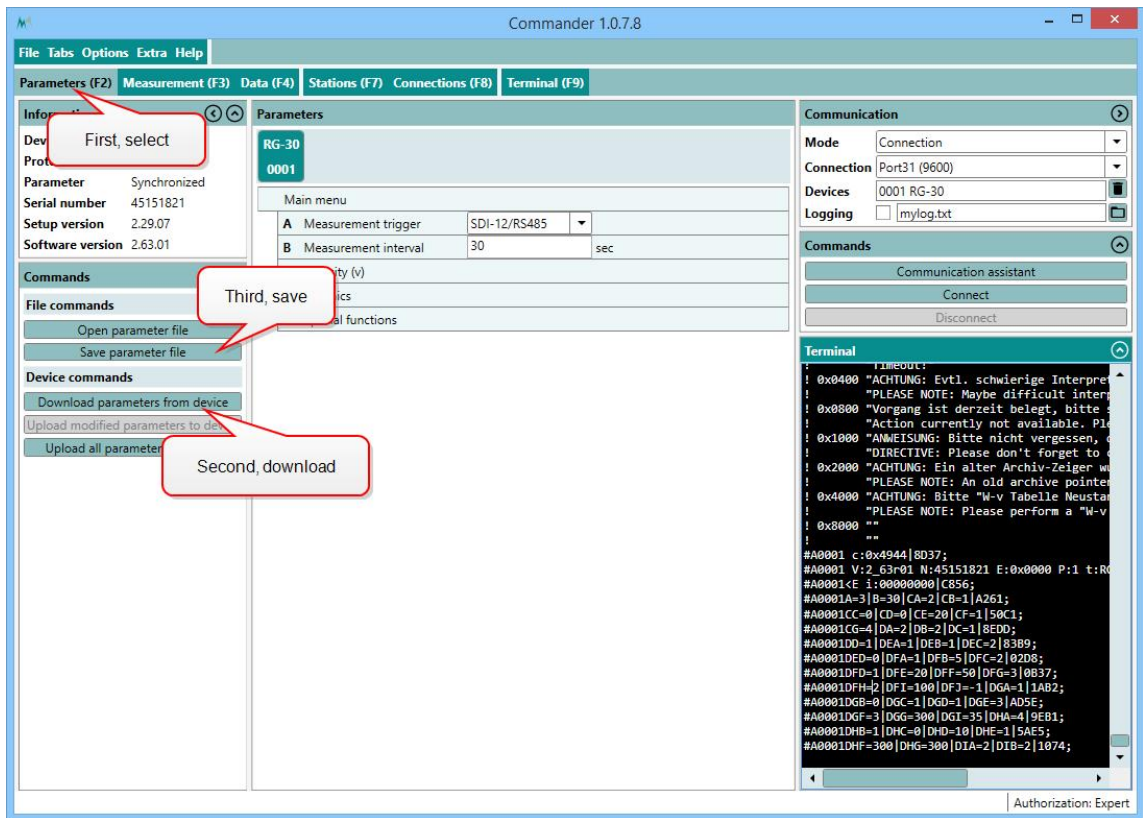 Commander 1.0.7.8
File Tabs Options Extra Help
Parameters (F2) Measurement (F3) Data (F4) Stations (F7) Connections (F8) Terminal (F9)
First, select
Parameter Synchronized
Serial number 45151821
Setup version 2.29.07
Software version 2.63.01
Commands
File commands
Open parameter file
Save parameter file
Third, save
Device commands
Download parameters from device
Upload modified parameters to
Upload all
Second, download
Parameters
RG-30
0001
Main menu
A Measurement trigger SDI-12/RS485
B Measurement interval 30 sec
(v)
functions
Communication
Mode Connection
Connection Port31 (9600)
Devices 0001 RG-30
Logging mylog.txt
Commands
Communication assistant
Connect
Disconnect
Terminal
! Timeout!
! 0x0400 "ACHTUNG: Evtl. schwierige Interpret
! "PLEASE NOTE: Maybe difficult interp
! 0x0800 "Vorgang ist derzeit belegt, bitte s
! "Action currently not available. Ple
! 0x1000 "ANWEISUNG: Bitte nicht vergessen, d
! "DIRECTIVE: Please don't forget to d
! 0x2000 "ACHTUNG: Ein alter Archiv-Zeiger wu
! "PLEASE NOTE: An old archive pointer
! 0x4000 "ACHTUNG: Bitte "W-v Tabelle Neustar
! "PLEASE NOTE: Please perform a "W-v
! 0x8000 ""
! ""
#A0001 c:0x4944|8D37;
#A0001 V:2_63r01 N:45151821 E:0x0000 P:1 t:RG
#A0001<E i:00000000|C856;
#A0001A=3|B=30|CA=2|CB=1|A261;
#A0001CC=0|CD=0|CE=20|CF=1|50C1;
#A0001CG=4|DA=2|DB=2|DC=1|8EDD;
#A0001DD=1|DEA=1|DEB=1|DEC=2|83B9;
#A0001DED=0|DFA=1|DFB=5|DFC=2|02D8;
#A0001DFD=1|DFE=20|DFF=50|DFG=3|0B37;
#A0001DFH=2|DFI=100|DFJ=-1|DGA=1|1AB2;
#A0001DGB=0|DGC=1|DGD=1|DGE=3|AD5E;
#A0001DGF=3|DGG=300|DGI=35|DHA=4|9EB1;
#A0001DHB=1|DHC=0|DHD=10|DHE=1|5AE5;
#A0001DHF=300|DHG=300|DIA=2|DIB=2|1074;
Authorization: Expert